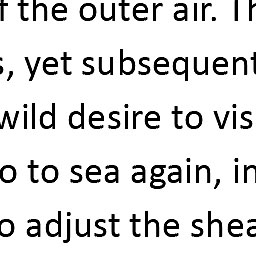 f the outer air. Th
s, yet subsequent
wild desire to vis
o to sea again, in
o adjust the shea